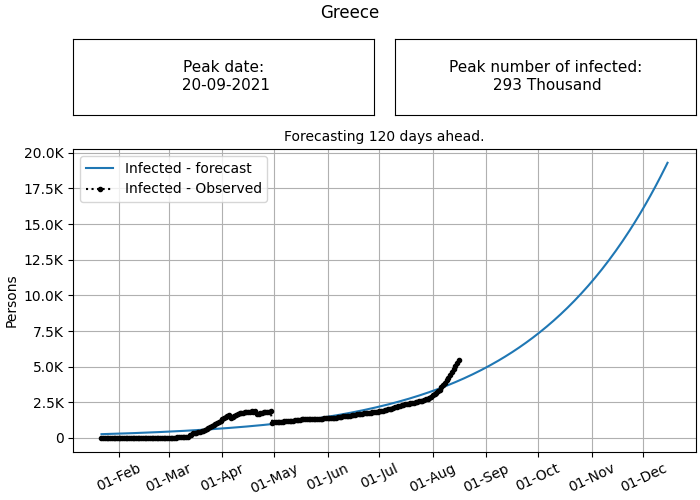 Greece
Peak date:
20-09-2021
Peak number of infected:
293 Thousand
Forecasting 120 days ahead.
Infected - forecast
Infected - Observed
20.0K
17.5K
15.0K
12.5K
10.0K
7.5K
5.0K
2.5K
0
Persons
01-Feb
01-Mar
01-Apr
01-May
01-Jun
01-Jul
01-Aug
01-Sep
01-Oct
01-Nov
01-Dec